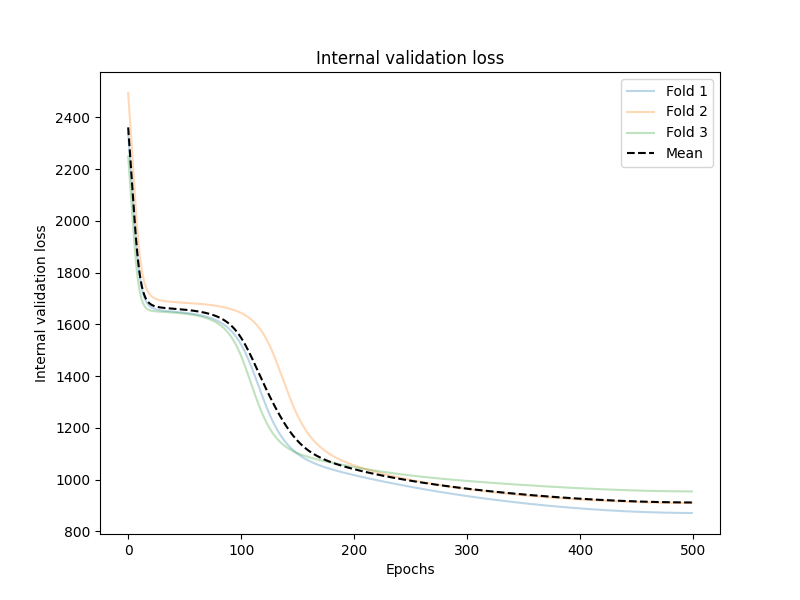 Internal validation loss
Fold 1
Fold 2
Fold 3
Mean
Internal validation loss
2400
2200
2000
1800
1600
1400
1200
1000
800
0 100 200 300 400 500
Epochs